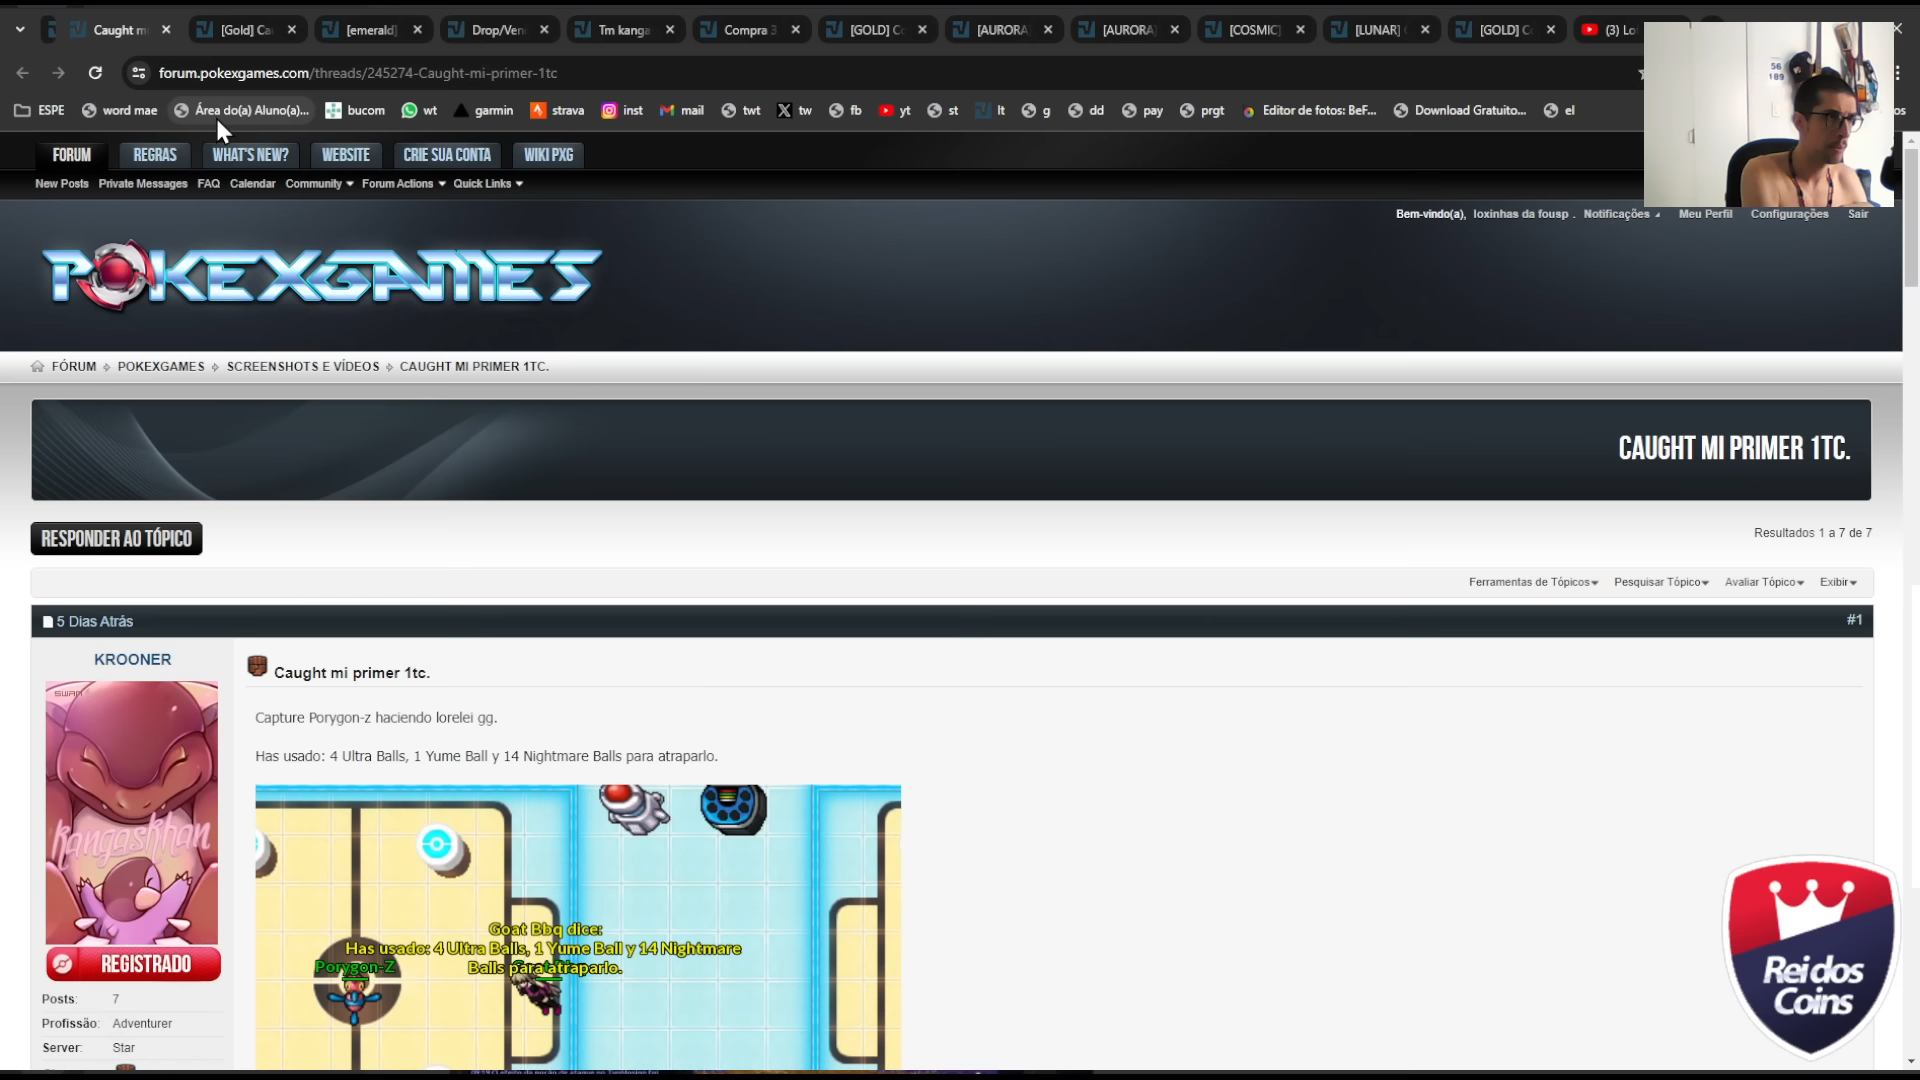 Caught mi
[Gold] Ca
[emerald]
Drop/Ven
Tm kanga
Compra 3
[GOLD] Co
[AURORA
[AURORA
[COSMIC]
[LUNAR] (
[GOLD] Co
(3) Lo
forum.pokexgames.com/threads/245274-Caught-mi-primer-1tc
ESPE
word mae
Área do(a) Aluno(a)...
bucom
wt
garmin
strava
inst
mail
twt
tw
fb
yt
st
lt
g
dd
pay
prgt
Editor de fotos: BeF...
Download Gratuito...
el
os
56
189
FORUM
REGRAS
WHAT'S NEW?
WEBSITE
CRIE SUA CONTA
WIKI PXG
New Posts
Private Messages
FAQ
Calendar
Community
Forum Actions
Quick Links
Bem-vindo(a), loxinhas da fousp .
Notificações
Meu Perfil
Configurações
Sair
POKEXGAMES
FÓRUM
POKEXGAMES
SCREENSHOTS E VÍDEOS
CAUGHT MI PRIMER 1TC.
CAUGHT MI PRIMER 1TC.
RESPONDER AO TÓPICO
Resultados 1 a 7 de 7
Ferramentas de Tópicos
Pesquisar Tópico
Avaliar Tópico
Exibir
5 Dias Atrás
#1
KROONER
SWAN
kangaskhan
REGISTRADO
Posts: 7
Profissão: Adventurer
Server: Star
Caught mi primer 1tc.
Capture Porygon-z haciendo lorelei gg.
Has usado: 4 Ultra Balls, 1 Yume Ball y 14 Nightmare Balls para atraparlo.
Goat Bbq dice:
Has usado: 4 Ultra Balls, 1 Yume Ball y 14 Nightmare
Balls para atraparlo.
Porygon-Z
Rei dos
Coins